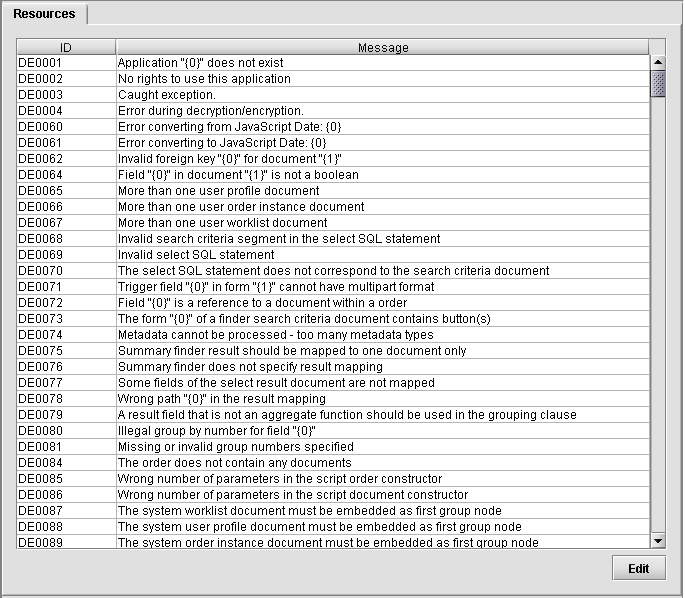 Resources
ID Message
DE0001 Application "{0}" does not exist
DE0002 No rights to use this application
DE0003 Caught exception.
DE0004 Error during decryption/encryption.
DE0060 Error converting from JavaScript Date: {0}
DE0061 Error converting to JavaScript Date: {0}
DE0062 Invalid foreign key "{0}" for document "{1}"
DE0064 Field "{0}" in document "{1}" is not a boolean
DE0065 More than one user profile document
DE0066 More than one user order instance document
DE0067 More than one user worklist document
DE0068 Invalid search criteria segment in the select SQL statement
DE0069 Invalid select SQL statement
DE0070 The select SQL statement does not correspond to the search criteria document
DE0071 Trigger field "{0}" in form "{1}" cannot have multipart format
DE0072 Field "{0}" is a reference to a document within a order
DE0073 The form "{0}" of a finder search criteria document contains button(s)
DE0074 Metadata cannot be processed - too many metadata types
DE0075 Summary finder result should be mapped to one document only
DE0076 Summary finder does not specify result mapping
DE0077 Some fields of the select result document are not mapped
DE0078 Wrong path "{0}" in the result mapping
DE0079 A result field that is not an aggregate function should be used in the grouping clause
DE0080 Illegal group by number for field "{0}"
DE0081 Missing or invalid group numbers specified
DE0084 The order does not contain any documents
DE0085 Wrong number of parameters in the script order constructor
DE0086 Wrong number of parameters in the script document constructor
DE0087 The system worklist document must be embedded as first group node
DE0088 The system user profile document must be embedded as first group node
DE0089 The system order instance document must be embedded as first group node
Edit